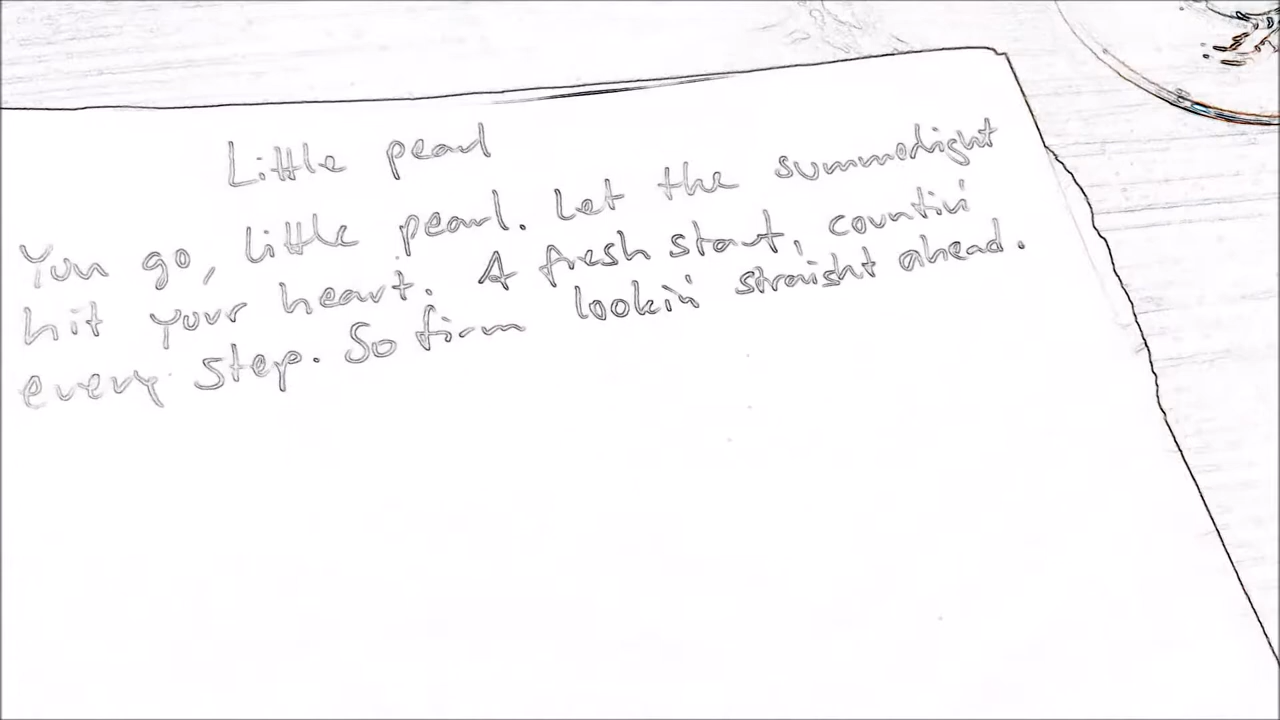 Little pearl
You go, little pearl. Let the summerlight
hit your heart. A fresh start, countin'
every step. So firm lookin' straight ahead.